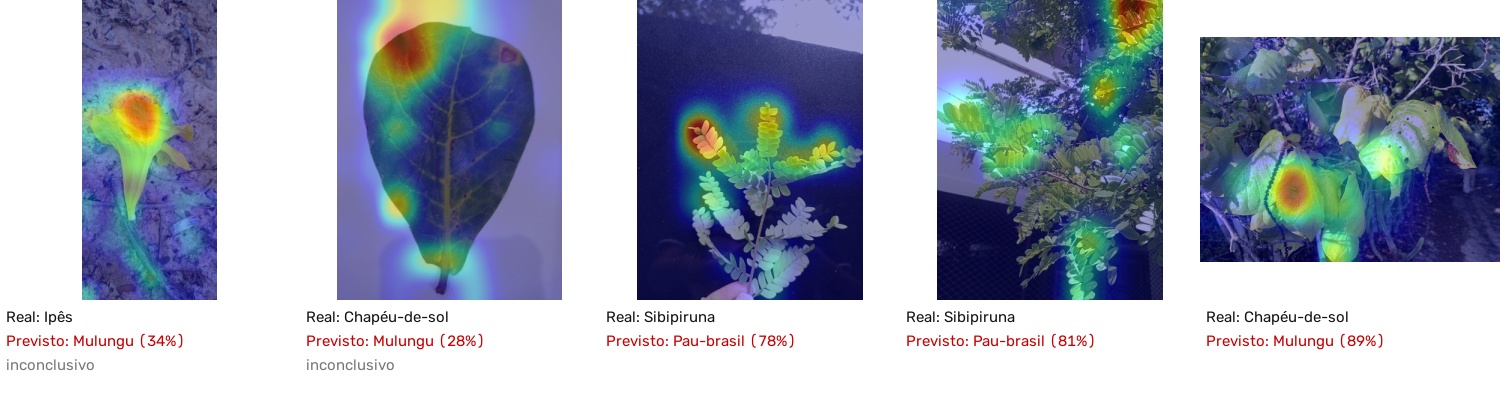 Real: Ipês
Previsto: Mulungu (34%)
inconclusivo
Real: Chapéu-de-sol
Previsto: Mulungu (28%)
inconclusivo
Real: Sibipiruna
Previsto: Pau-brasil (78%)
Real: Sibipiruna
Previsto: Pau-brasil (81%)
Real: Chapéu-de-sol
Previsto: Mulungu (89%)